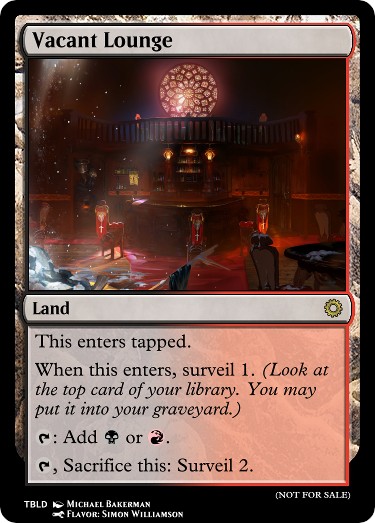 Vacant Lounge
Land
This enters tapped.
When this enters, surveil 1. (Look at
the top card of your library. You may
put it into your graveyard.)
: Add or .
, Sacrifice this: Surveil 2.
TBLD Michael Bakerman
Flavor: Simon Williamson
(NOT FOR SALE)